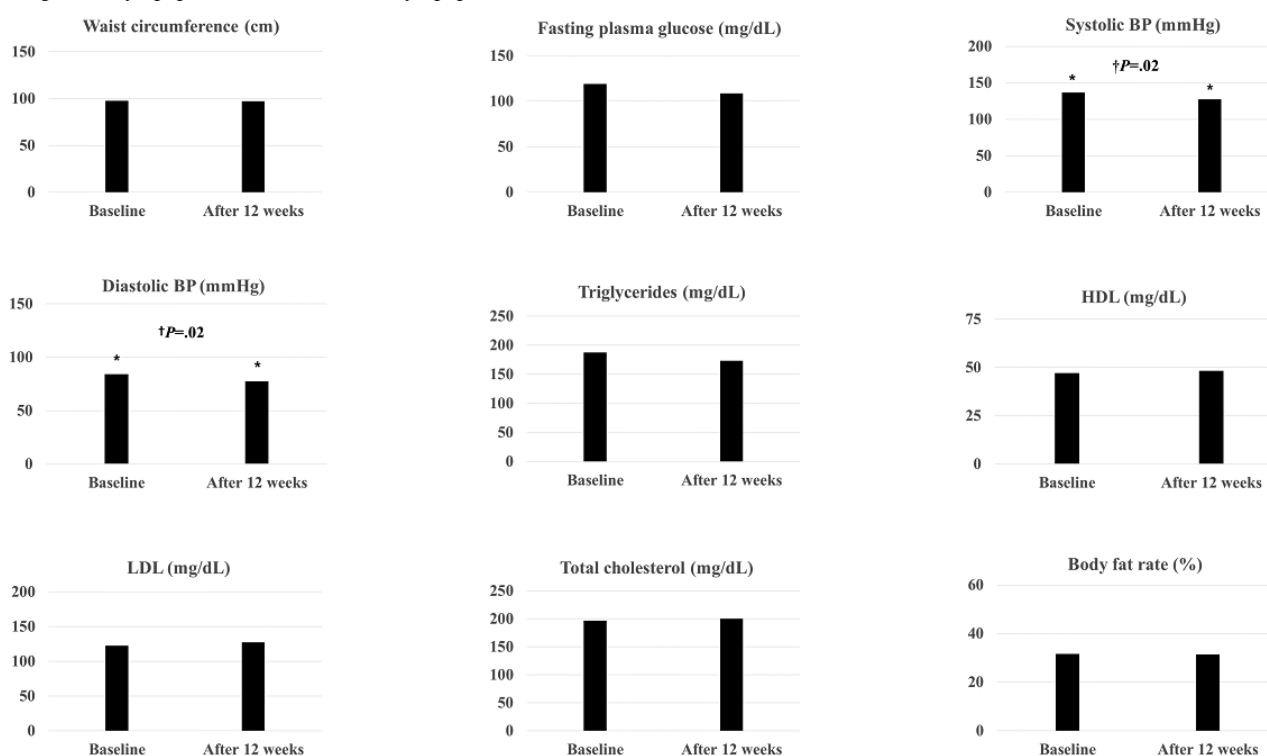 Waist circumference (cm)
150
100
50
0
Baseline After 12 weeks
Fasting plasma glucose (mg/dL)
150
100
50
0
Baseline After 12 weeks
Systolic BP (mmHg)
200
150
100
50
0
†P=.02
* *
Baseline After 12 weeks
Diastolic BP (mmHg)
150
100
50
0
†P=.02
* *
Baseline After 12 weeks
Triglycerides (mg/dL)
250
200
150
100
50
0
Baseline After 12 weeks
HDL (mg/dL)
75
50
25
0
Baseline After 12 weeks
LDL (mg/dL)
200
150
100
50
0
Baseline After 12 weeks
Total cholesterol (mg/dL)
250
200
150
100
50
0
Baseline After 12 weeks
Body fat rate (%)
60
40
20
0
Baseline After 12 weeks